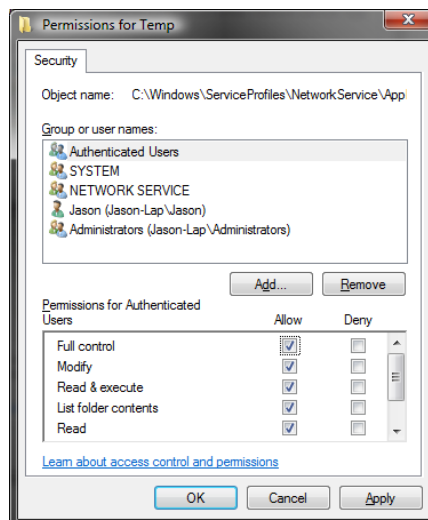 Permissions for Temp
Security
Object name: C:\Windows\ServiceProfiles\NetworkService\App
Group or user names:
Authenticated Users
SYSTEM
NETWORK SERVICE
Jason (Jason-Lap\Jason)
Administrators (Jason-Lap\Administrators)
Add... Remove
Permissions for Authenticated
Users Allow Deny
Full control
Modify
Read & execute
List folder contents
Read
Learn about access control and permissions
OK Cancel Apply